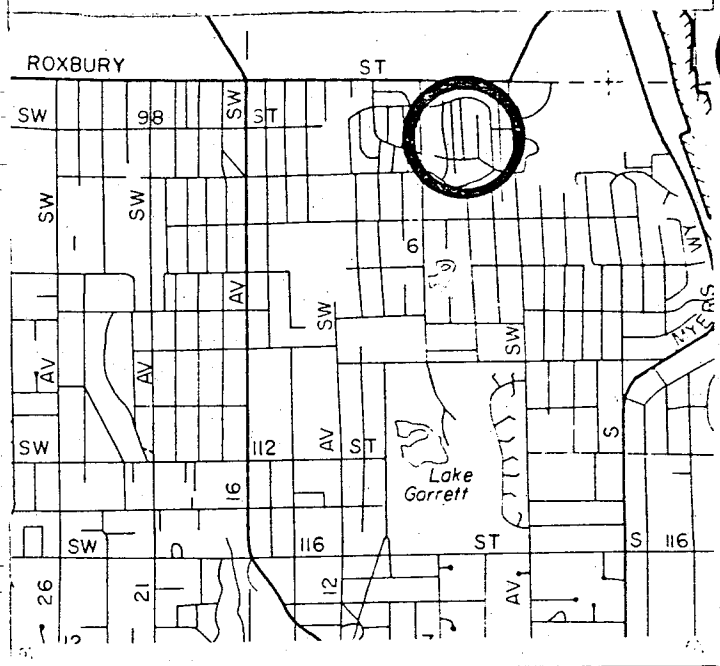 ROXBURY ST
SW 98 SW ST
SW SW
6 WY
AV SW MYERS
AV AV SW
SW 112 AV ST S
16 Lake
Garrett
SW 116 ST S 116
26 21 12 AV